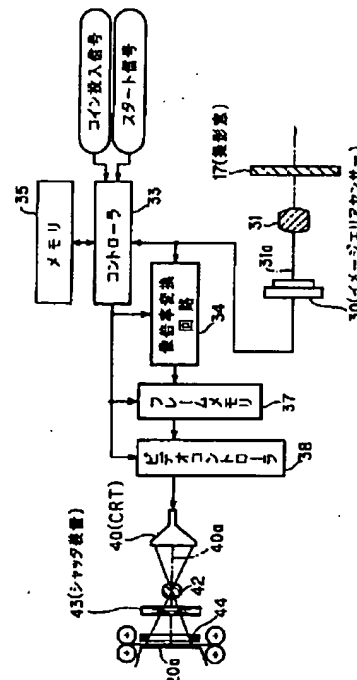 43(シャッタ装置)
40(CRT)
20a
44
42
40a
ビデオコントローラ
38
フレームメモリ
37
像倍率変換
回路
34
35
メモリ
コントローラ
33
コイン投入信号
スタート信号
17(撮影窓)
31
31a
30(イメージエリアセンサー)